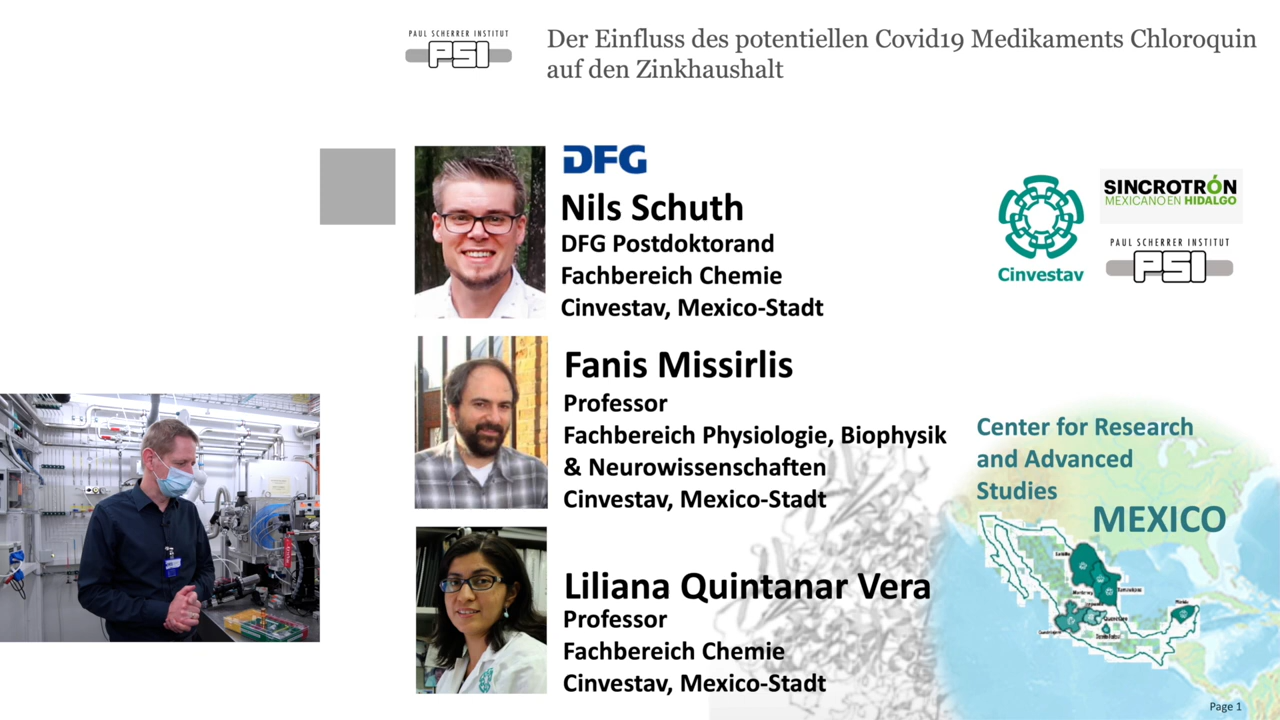 PAUL SCHERRER INSTITUT
PSI
Der Einfluss des potentiellen Covid19 Medikaments Chloroquin
auf den Zinkhaushalt
DFG
Nils Schuth
DFG Postdoktorand
Fachbereich Chemie
Cinvestav, Mexico-Stadt
Cinvestav
SINCROTRÓN
MEXICANO EN HIDALGO
PAUL SCHERRER INSTITUT
PSI
Fanis Missirlis
Professor
Fachbereich Physiologie, Biophysik
& Neurowissenschaften
Cinvestav, Mexico-Stadt
Liliana Quintanar Vera
Professor
Fachbereich Chemie
Cinvestav, Mexico-Stadt
Center for Research
and Advanced
Studies
MEXICO
Page 1